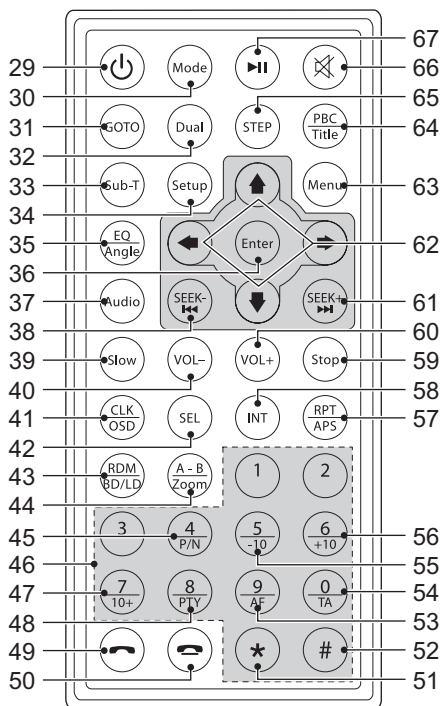 67
29 Mode 66
30 65
31 GOTO Dual STEP PBC
Title 64
32
33 Sub-T Setup Menu 63
34
35 EQ
Angle Enter 62
36
37 Audio SEEK- SEEK+ 61
38 60
39 Slow VOL– VOL+ Stop 59
40 58
41 CLK
OSD SEL INT RPT
APS 57
42
43 RDM
BD/LD A - B
Zoom 1 2
44
45 3 4
P/N 5
-10 6
+10 56
46 55
47 7
10+ 8
PTY 9
AF 0
TA 54
48 53
49 * # 52
50 51